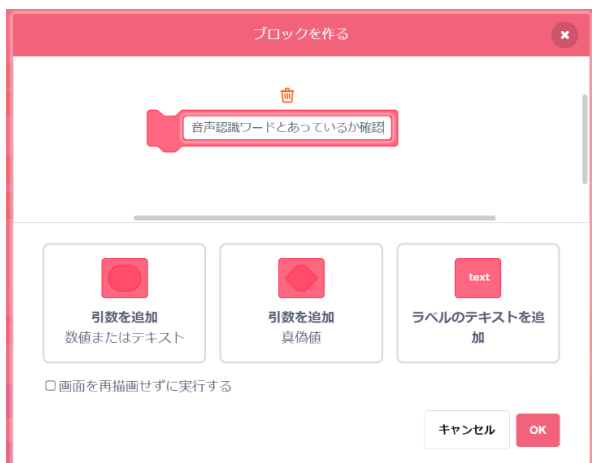 ブロックを作る
音声認識ワードとあっているか確認
引数を追加
数値またはテキスト
引数を追加
真偽値
text
ラベルのテキストを追
加
画面を再描画せずに実行する
キャンセル
OK